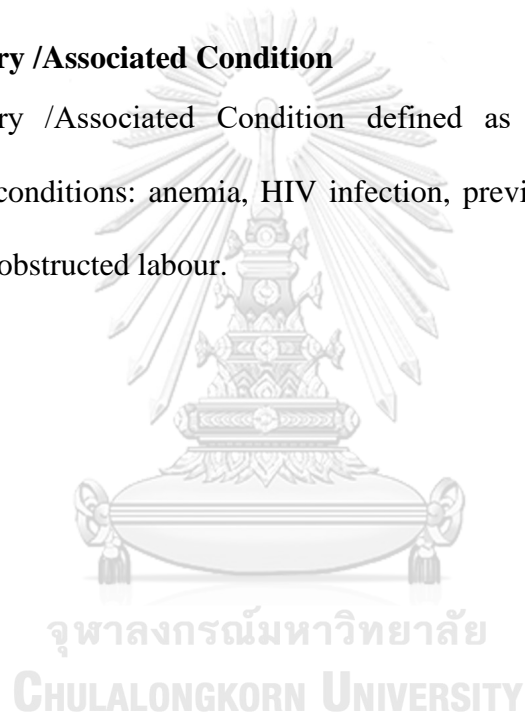 ry /Associated Condition
ry /Associated Condition defined as
conditions: anemia, HIV infection, previ
obstructed labour.
จุฬาลงกรณ์มหาวิทยาลัย
CHULALONGKORN UNIVERSITY